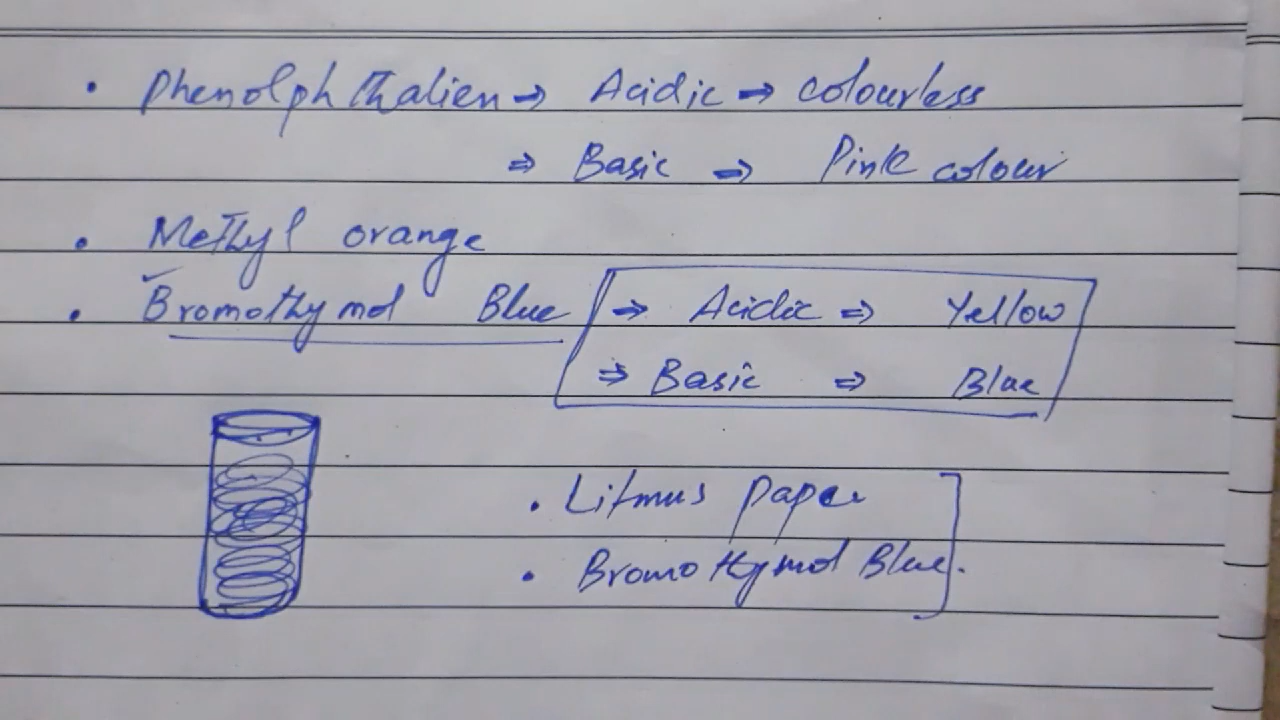 • Phenolphthalien → Acidic → colourless
⇒ Basic ⇒ Pink colour
• Methyl orange
• Bromothymol Blue → Acidic ⇒ Yellow
⇒ Basic ⇒ Blue
• Litmus paper
• Bromothymol Blue.